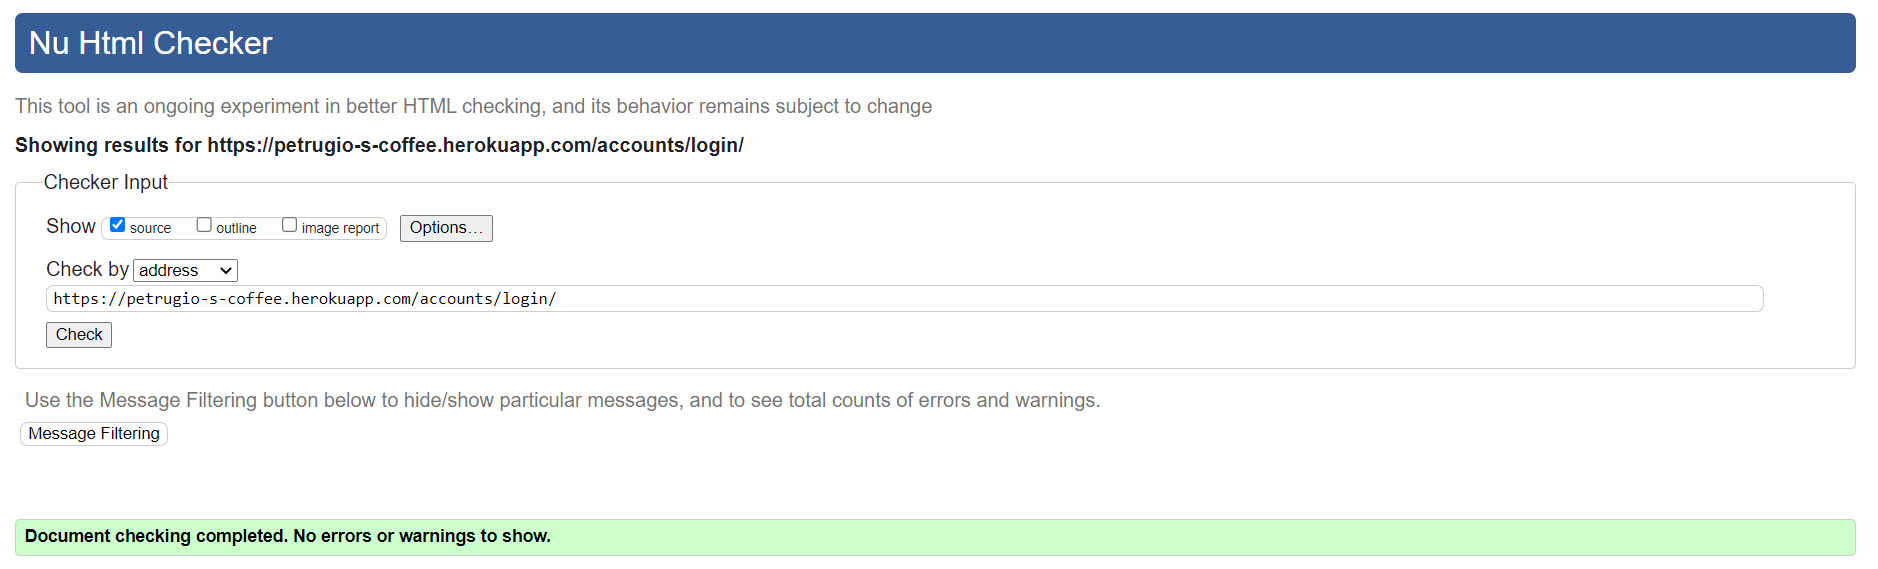 Nu Html Checker
This tool is an ongoing experiment in better HTML checking, and its behavior remains subject to change
Showing results for https://petrugio-s-coffee.herokuapp.com/accounts/login/
Checker Input
Show source outline image report Options...
Check by address
https://petrugio-s-coffee.herokuapp.com/accounts/login/
Check
Use the Message Filtering button below to hide/show particular messages, and to see total counts of errors and warnings.
Message Filtering
Document checking completed. No errors or warnings to show.